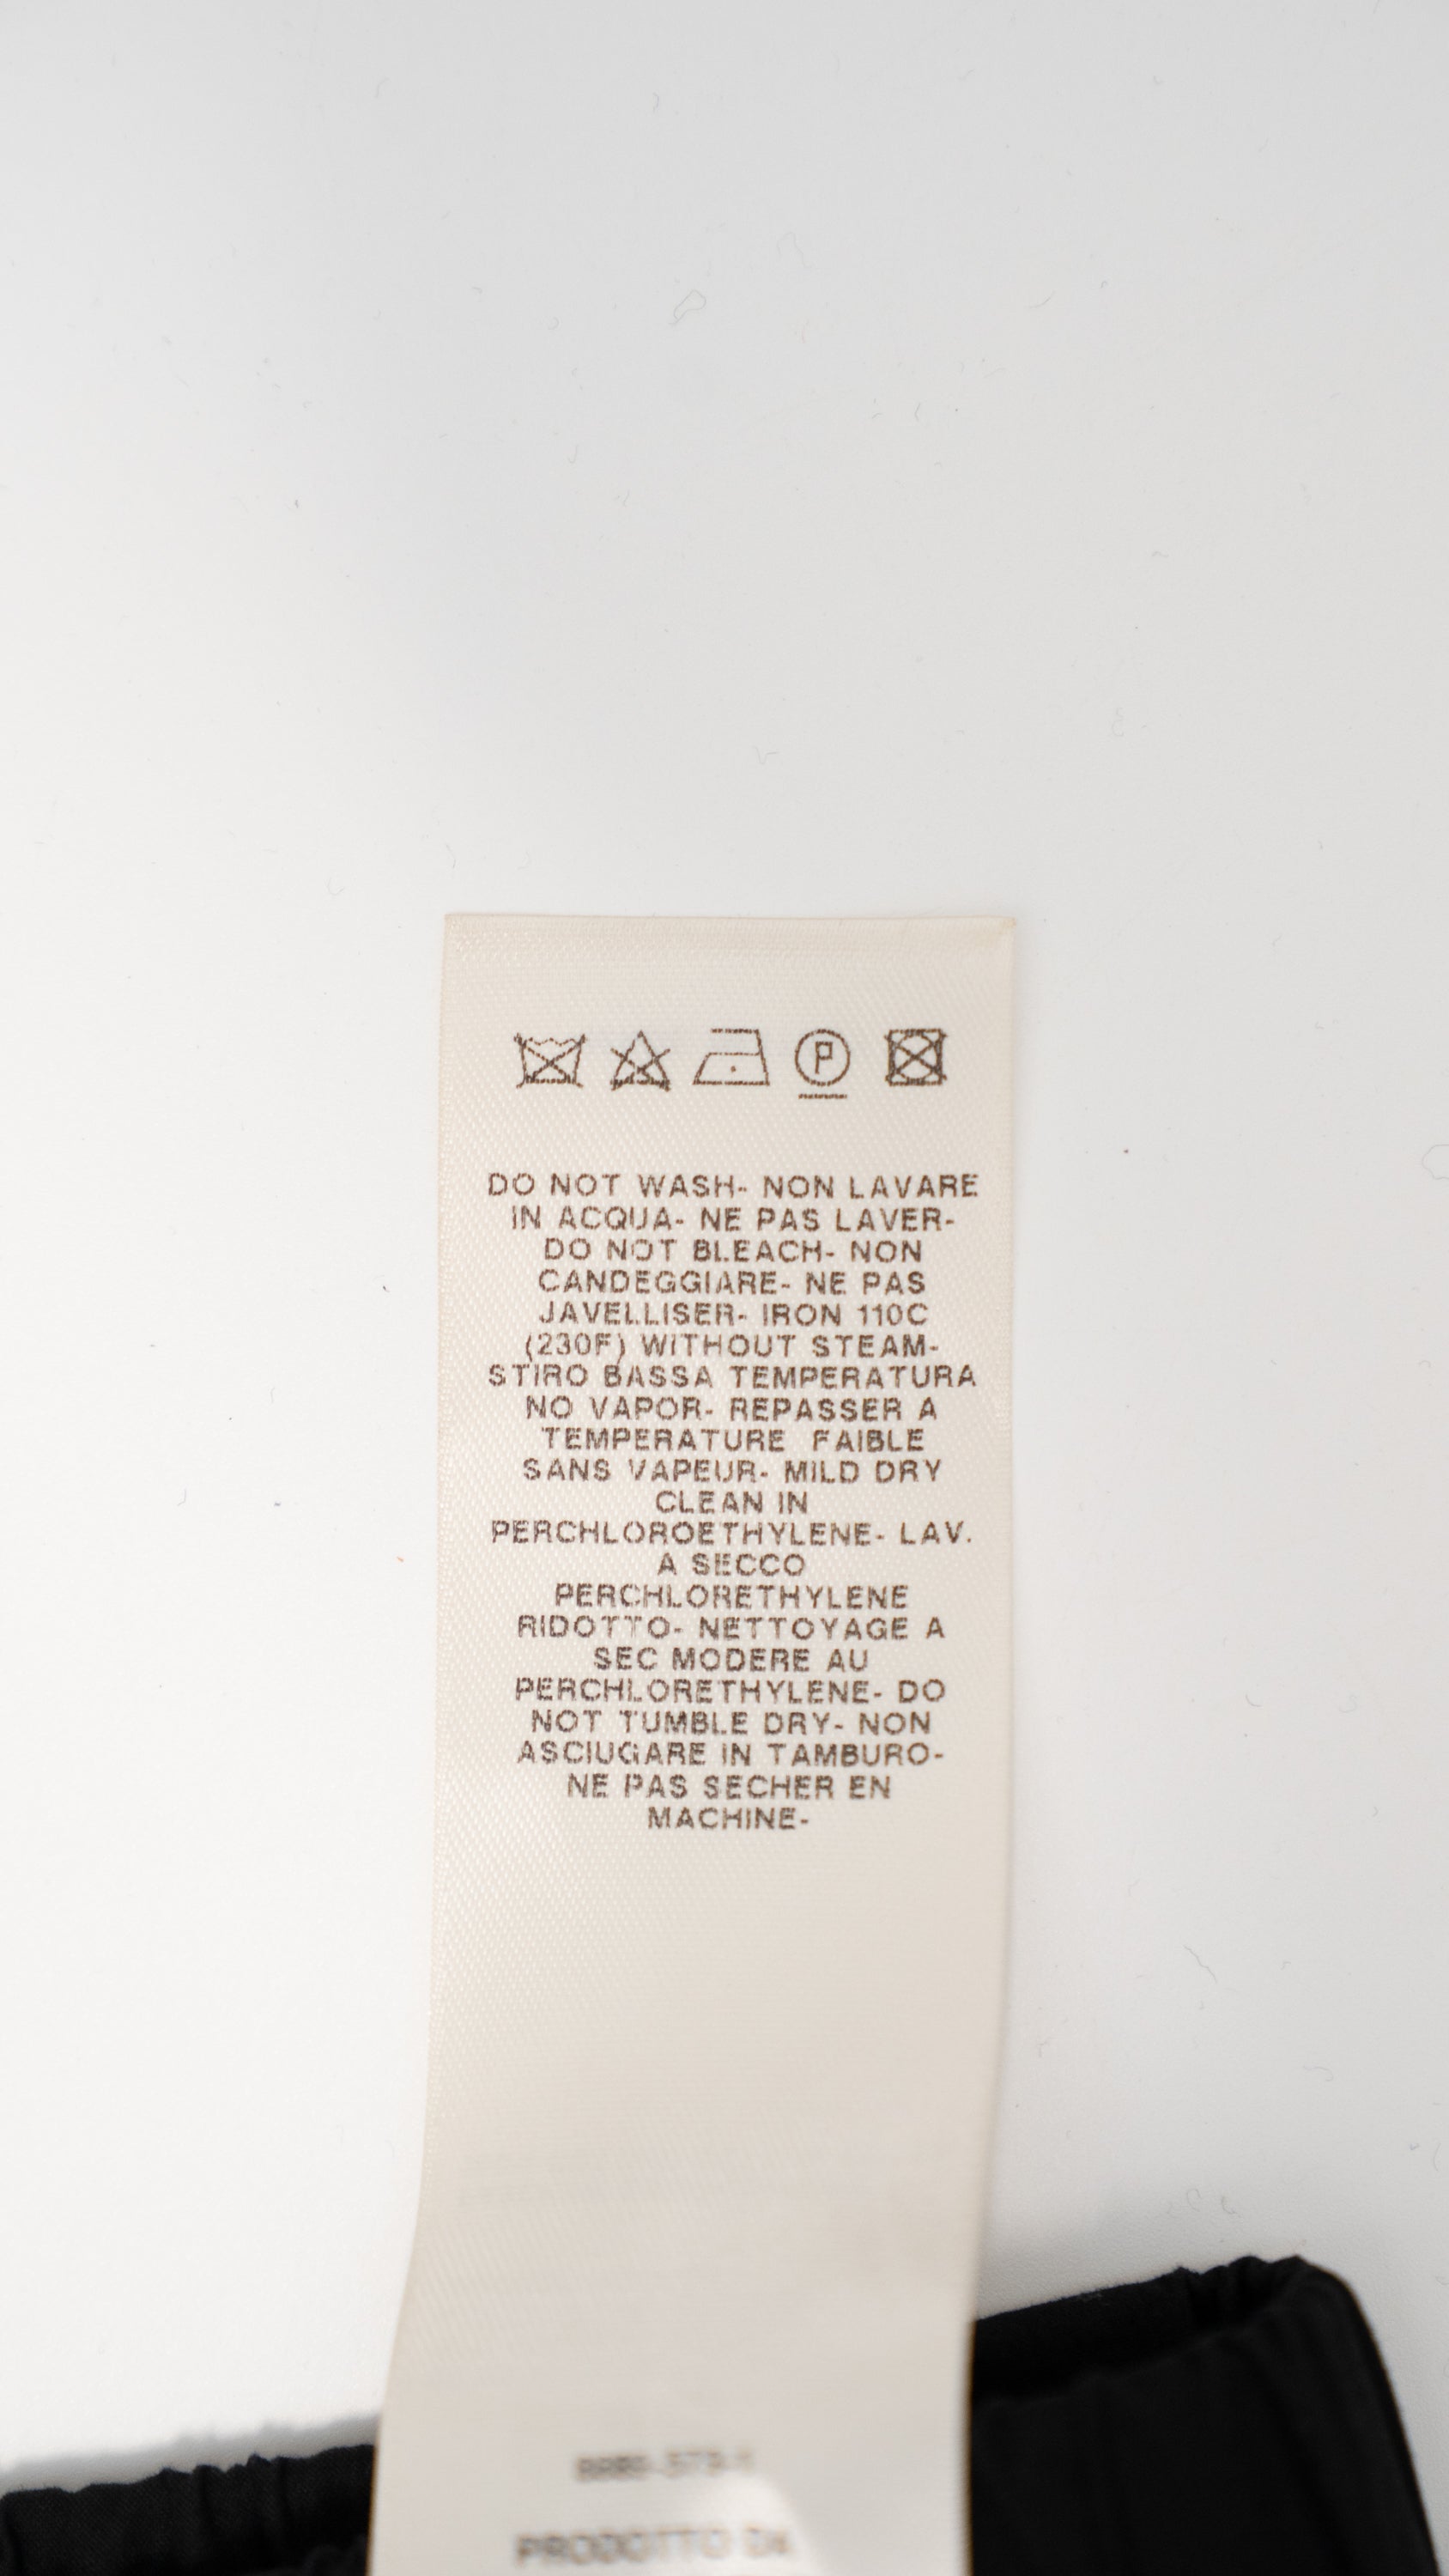 P
DO NOT WASH- NON LAVARE
IN ACQUA- NE PAS LAVER-
DO NOT BLEACH- NON
CANDEGGIARE- NE PAS
JAVELLISER- IRON 110C
(230F) WITHOUT STEAM-
STIRO BASSA TEMPERATURA
NO VAPOR- REPASSER A
TEMPERATURE FAIBLE
SANS VAPEUR- MILD DRY
CLEAN IN
PERCHLOROETHYLENE- LAV.
A SECCO
PERCHLORETHYLENE
RIDOTTO- NETTOYAGE A
SEC MODERE AU
PERCHLORETHYLENE- DO
NOT TUMBLE DRY- NON
ASCIUGARE IN TAMBURO-
NE PAS SECHER EN
MACHINE-
PRODOTTO DA